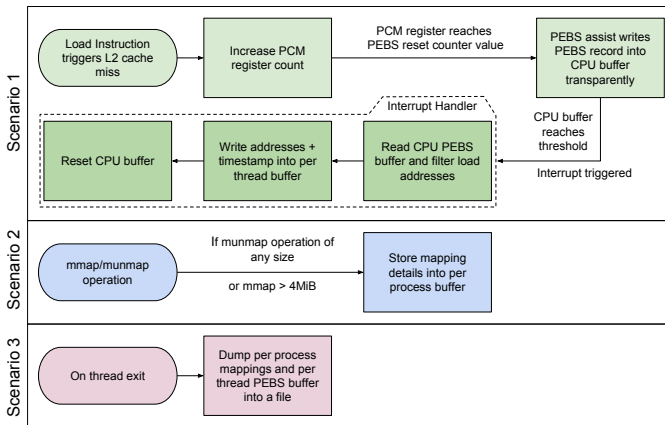 Scenario 1
Load Instruction
triggers L2 cache
miss
Increase PCM
register count
PCM register reaches
PEBS reset counter value
PEBS assist writes
PEBS record into
CPU buffer
transparently
CPU buffer
reaches
threshold
Interrupt triggered
Interrupt Handler
Read CPU PEBS
buffer and filter load
addresses
Write addresses +
timestamp into per
thread buffer
Reset CPU buffer
Scenario 2
mmap/munmap
operation
If munmap operation of
any size
or mmap > 4MiB
Store mapping
details into per
process buffer
Scenario 3
On thread exit
Dump per process
mappings and per
thread PEBS buffer
into a file